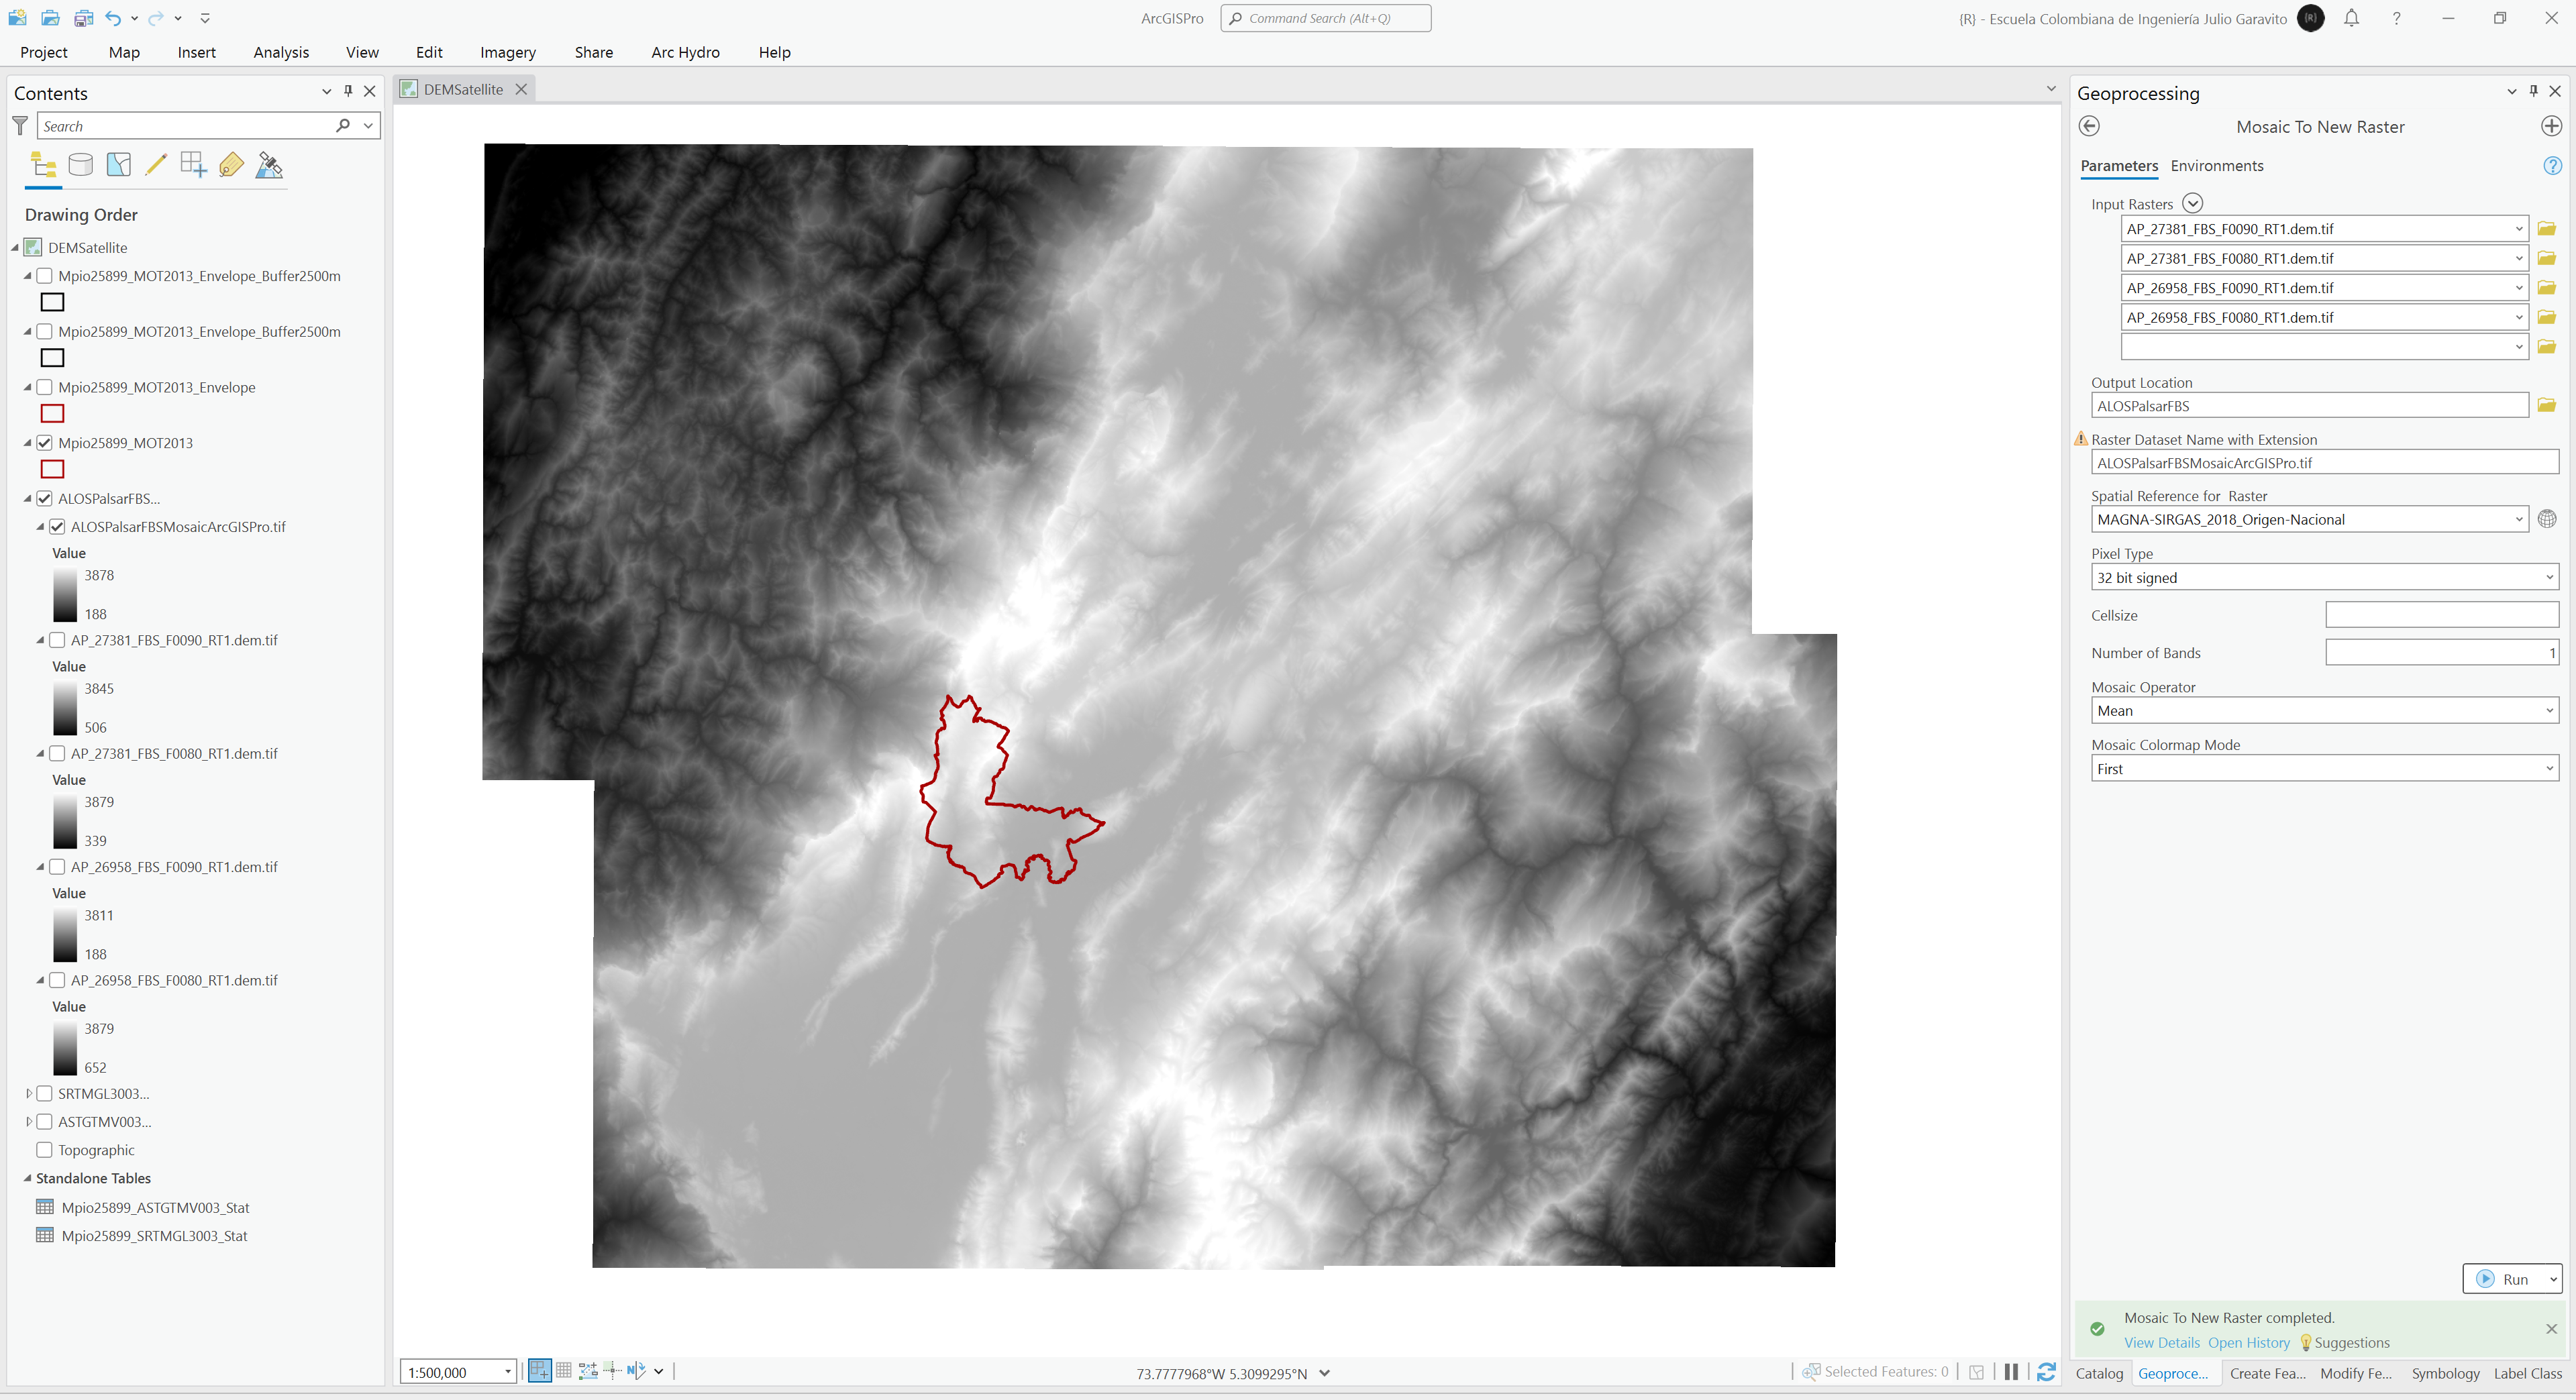 ArcGISPro
Command Search (Alt+Q)
{R} - Escuela Colombiana de Ingeniería Julio Garavito
{R}
?
Project
Map
Insert
Analysis
View
Edit
Imagery
Share
Arc Hydro
Help
Contents
Search
Drawing Order
DEMSatellite
Mpio25899_MOT2013_Envelope_Buffer2500m
Mpio25899_MOT2013_Envelope_Buffer2500m
Mpio25899_MOT2013_Envelope
Mpio25899_MOT2013
ALOSPalsarFBS...
ALOSPalsarFBSMosaicArcGISPro.tif
Value
3878
188
AP_27381_FBS_F0090_RT1.dem.tif
Value
3845
506
AP_27381_FBS_F0080_RT1.dem.tif
Value
3879
339
AP_26958_FBS_F0090_RT1.dem.tif
Value
3811
188
AP_26958_FBS_F0080_RT1.dem.tif
Value
3879
652
SRTMGL3003...
ASTGTMV003...
Topographic
Standalone Tables
Mpio25899_ASTGTMV003_Stat
Mpio25899_SRTMGL3003_Stat
DEMSatellite
1:500,000
N
73.7777968°W 5.3099295°N
Selected Features: 0
Geoprocessing
Mosaic To New Raster
Parameters
Environments
?
Input Rasters
AP_27381_FBS_F0090_RT1.dem.tif
AP_27381_FBS_F0080_RT1.dem.tif
AP_26958_FBS_F0090_RT1.dem.tif
AP_26958_FBS_F0080_RT1.dem.tif
Output Location
ALOSPalsarFBS
Raster Dataset Name with Extension
ALOSPalsarFBSMosaicArcGISPro.tif
Spatial Reference for Raster
MAGNA-SIRGAS_2018_Origen-Nacional
Pixel Type
32 bit signed
Cellsize
Number of Bands
1
Mosaic Operator
Mean
Mosaic Colormap Mode
First
Run
Mosaic To New Raster completed.
View Details Open History Suggestions
Catalog
Geoproce...
Create Fea...
Modify Fe...
Symbology
Label Class